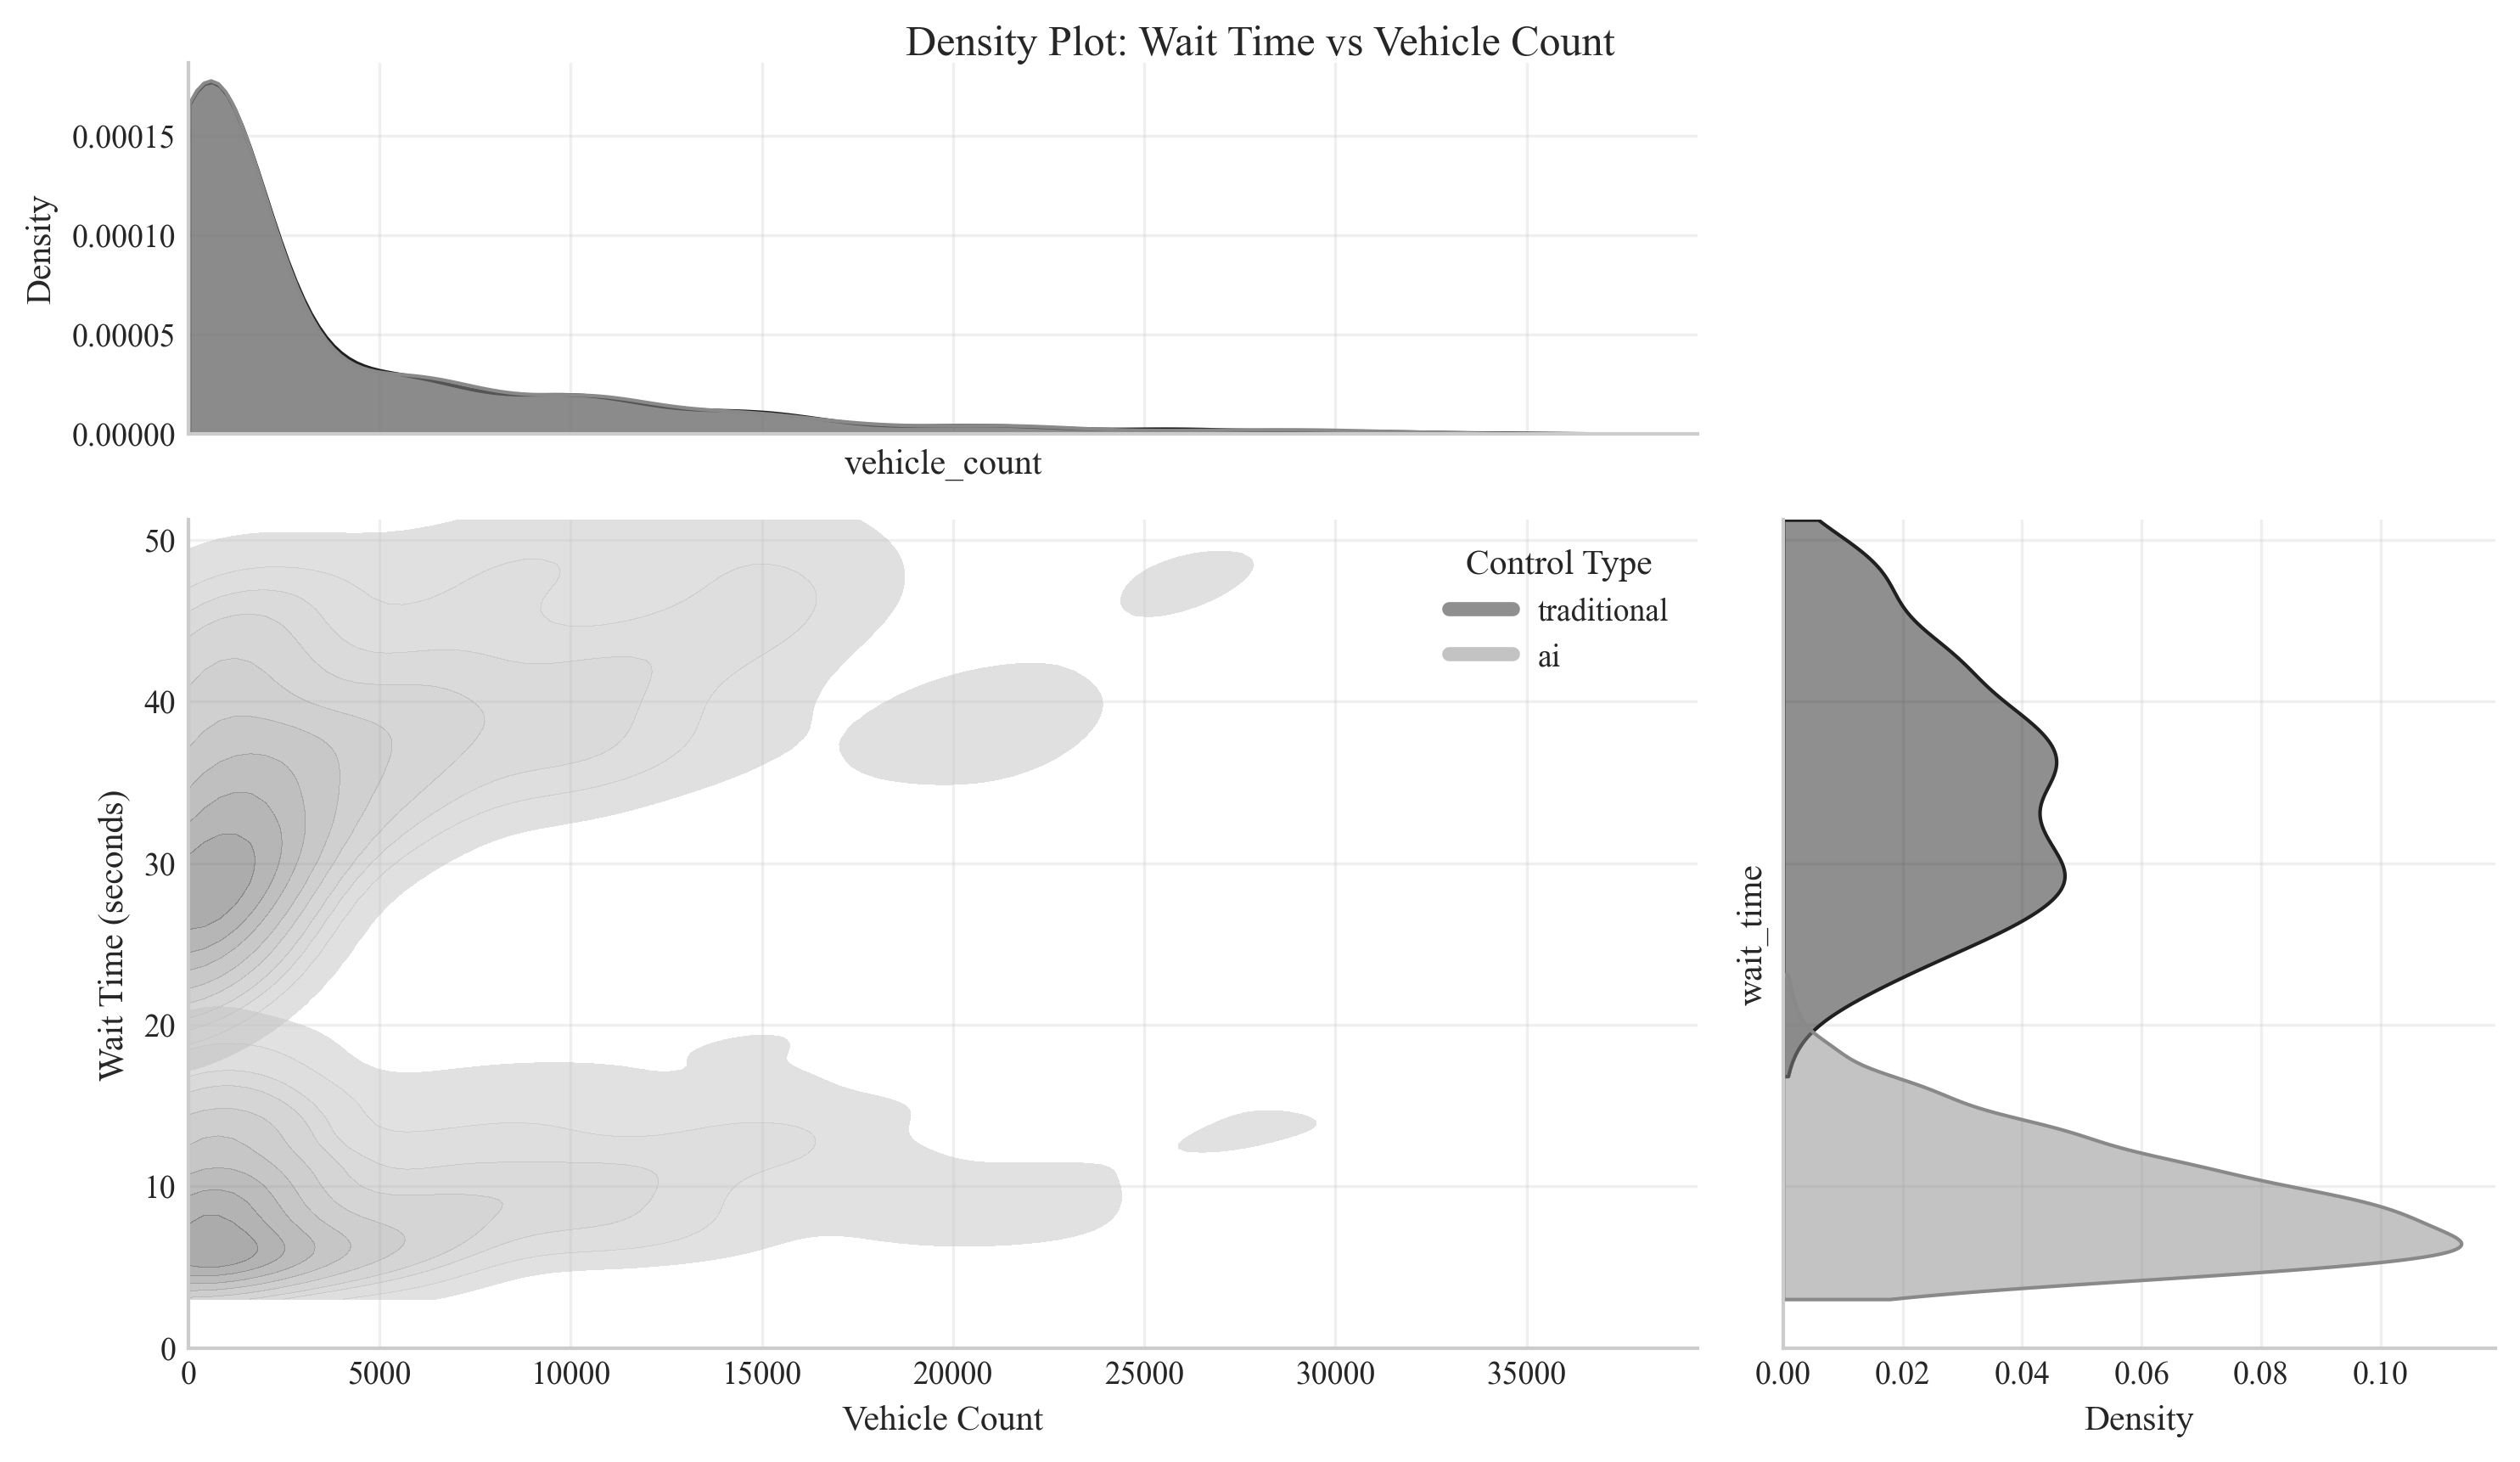 Density Plot: Wait Time vs Vehicle Count
Density
0.00015
0.00010
0.00005
0.00000
vehicle_count
Wait Time (seconds)
50
40
30
20
10
0
Control Type
traditional
ai
0 5000 10000 15000 20000 25000 30000 35000
Vehicle Count
wait_time
0.00 0.02 0.04 0.06 0.08 0.10
Density